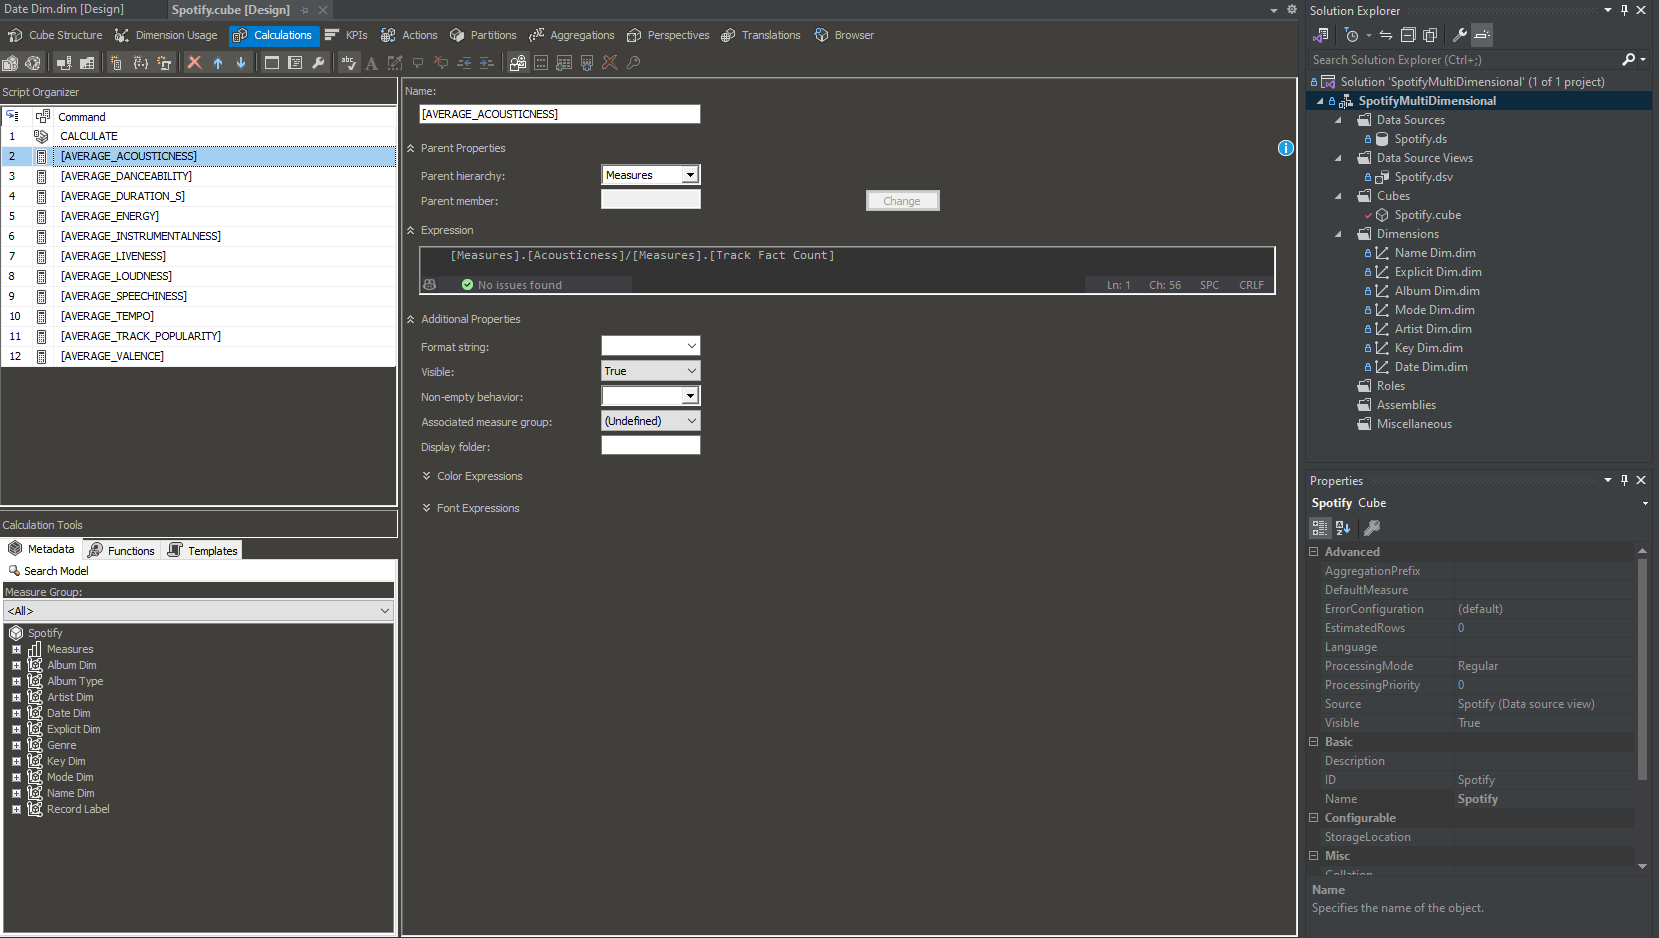 Date Dim.dim [Design]
Spotify.cube [Design]
Cube Structure
Dimension Usage
Calculations
KPIs
Actions
Partitions
Aggregations
Perspectives
Translations
Browser
Script Organizer
Command
1 CALCULATE
2 [AVERAGE_ACOUSTICNESS]
3 [AVERAGE_DANCEABILITY]
4 [AVERAGE_DURATION_S]
5 [AVERAGE_ENERGY]
6 [AVERAGE_INSTRUMENTALNESS]
7 [AVERAGE_LIVENESS]
8 [AVERAGE_LOUDNESS]
9 [AVERAGE_SPEECHINESS]
10 [AVERAGE_TEMPO]
11 [AVERAGE_TRACK_POPULARITY]
12 [AVERAGE_VALENCE]
Calculation Tools
Metadata
Functions
Templates
Search Model
Measure Group:
<All>
Spotify
Measures
Album Dim
Album Type
Artist Dim
Date Dim
Explicit Dim
Genre
Key Dim
Mode Dim
Name Dim
Record Label
Name:
[AVERAGE_ACOUSTICNESS]
Parent Properties
Parent hierarchy: Measures
Parent member:
Change
Expression
[Measures].[Acousticness]/[Measures].[Track Fact Count]
No issues found
Ln: 1 Ch: 56 SPC CRLF
Additional Properties
Format string:
Visible: True
Non-empty behavior:
Associated measure group: (Undefined)
Display folder:
Color Expressions
Font Expressions
Solution Explorer
Search Solution Explorer (Ctrl+;)
Solution 'SpotifyMultiDimensional' (1 of 1 project)
SpotifyMultiDimensional
Data Sources
Spotify.ds
Data Source Views
Spotify.dsv
Cubes
Spotify.cube
Dimensions
Name Dim.dim
Explicit Dim.dim
Album Dim.dim
Mode Dim.dim
Artist Dim.dim
Key Dim.dim
Date Dim.dim
Roles
Assemblies
Miscellaneous
Properties
Spotify Cube
Advanced
AggregationPrefix
DefaultMeasure
ErrorConfiguration (default)
EstimatedRows 0
Language
ProcessingMode Regular
ProcessingPriority 0
Source Spotify (Data source view)
Visible True
Basic
Description
ID Spotify
Name Spotify
Configurable
StorageLocation
Misc
Collation
Name
Specifies the name of the object.